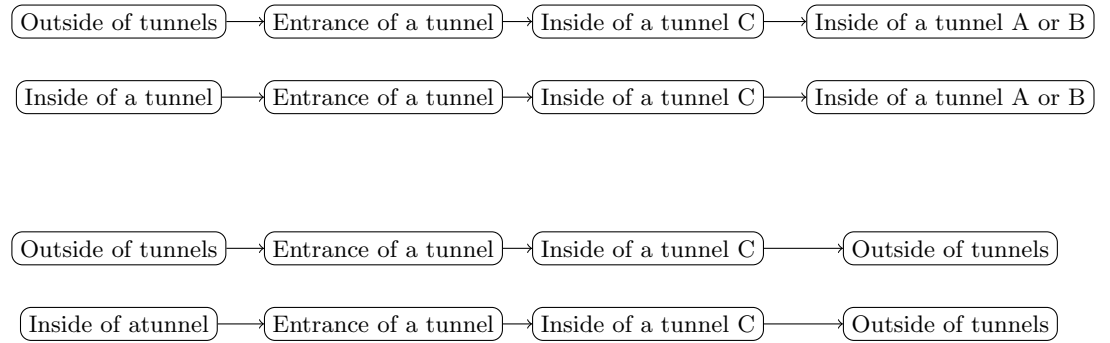 Outside of tunnels Entrance of a tunnel Inside of a tunnel C Inside of a tunnel A or B
Inside of a tunnel Entrance of a tunnel Inside of a tunnel C Inside of a tunnel A or B
Outside of tunnels Entrance of a tunnel Inside of a tunnel C Outside of tunnels
Inside of atunnel Entrance of a tunnel Inside of a tunnel C Outside of tunnels